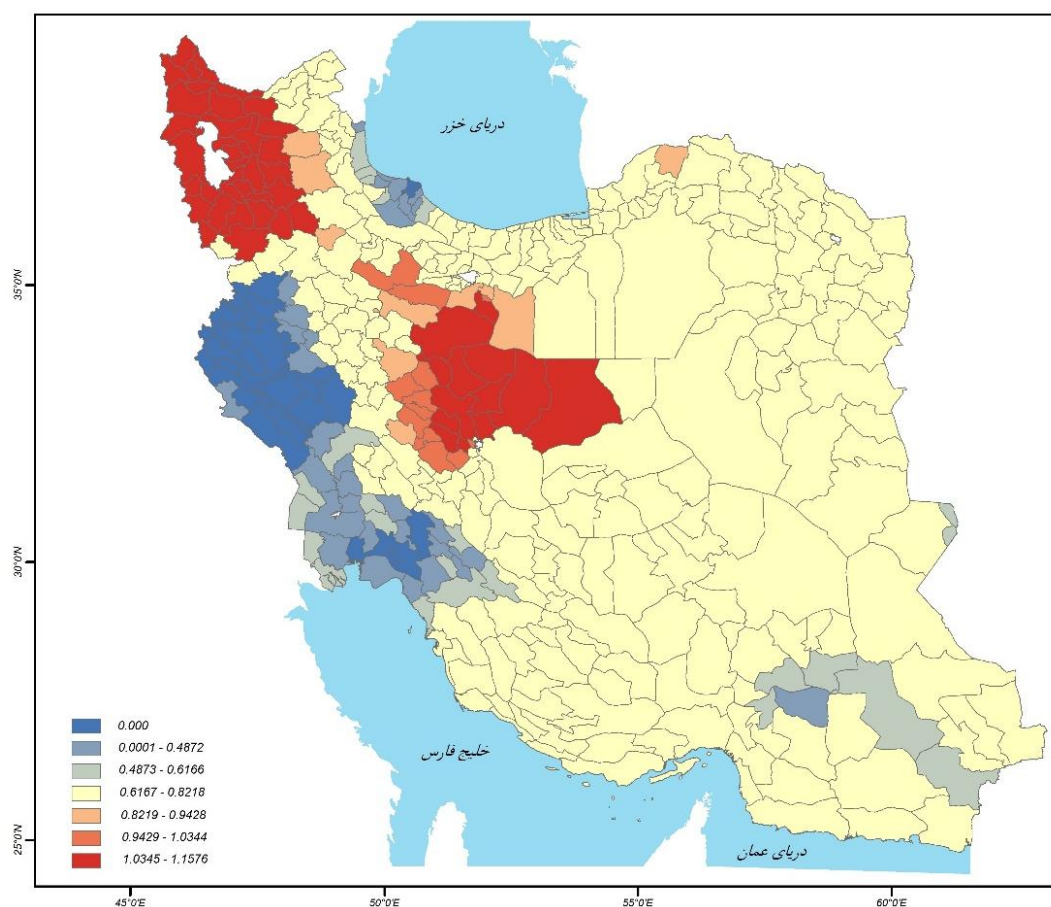 دریای خزر
35°0'N
30°0'N
خلیج فارس
0.000
0.0001 - 0.4872
0.4873 - 0.6166
0.6167 - 0.8218
0.8219 - 0.9428
0.9429 - 1.0344
1.0345 - 1.1576
25°0'N
دریای عمان
45°0'E
50°0'E
55°0'E
60°0'E